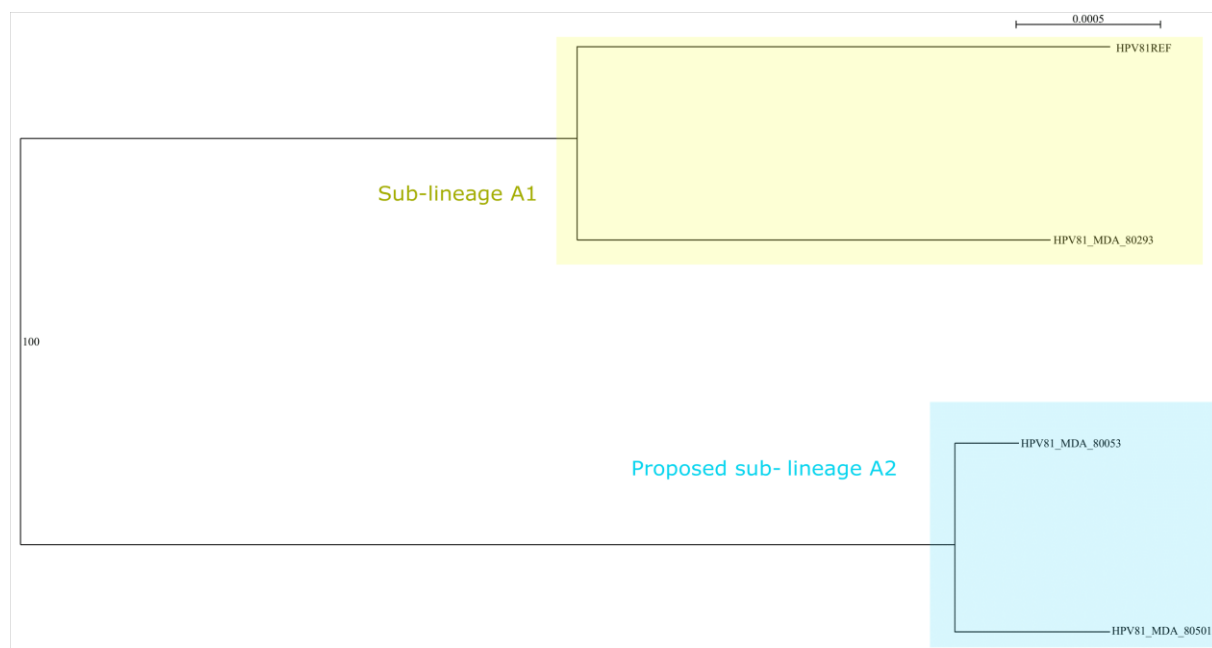 0.0005
HPV81REF
Sub-lineage A1
HPV81_MDA_80293
100
HPV81_MDA_80053
Proposed sub- lineage A2
HPV81_MDA_80501